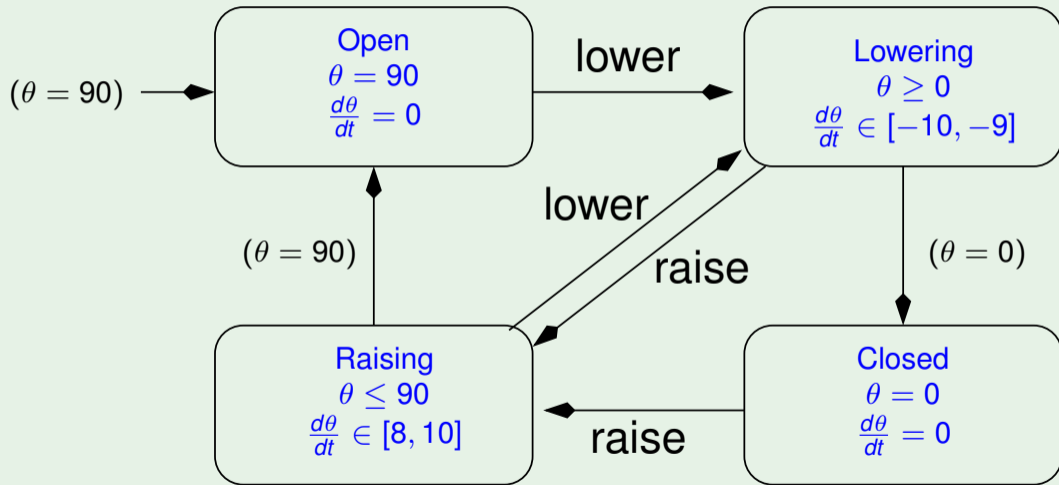 (θ = 90)
Open
θ = 90
dθ/dt = 0
lower
Lowering
θ ≥ 0
dθ/dt ∈ [−10, −9]
lower
raise
(θ = 90)
(θ = 0)
Raising
θ ≤ 90
dθ/dt ∈ [8, 10]
raise
Closed
θ = 0
dθ/dt = 0